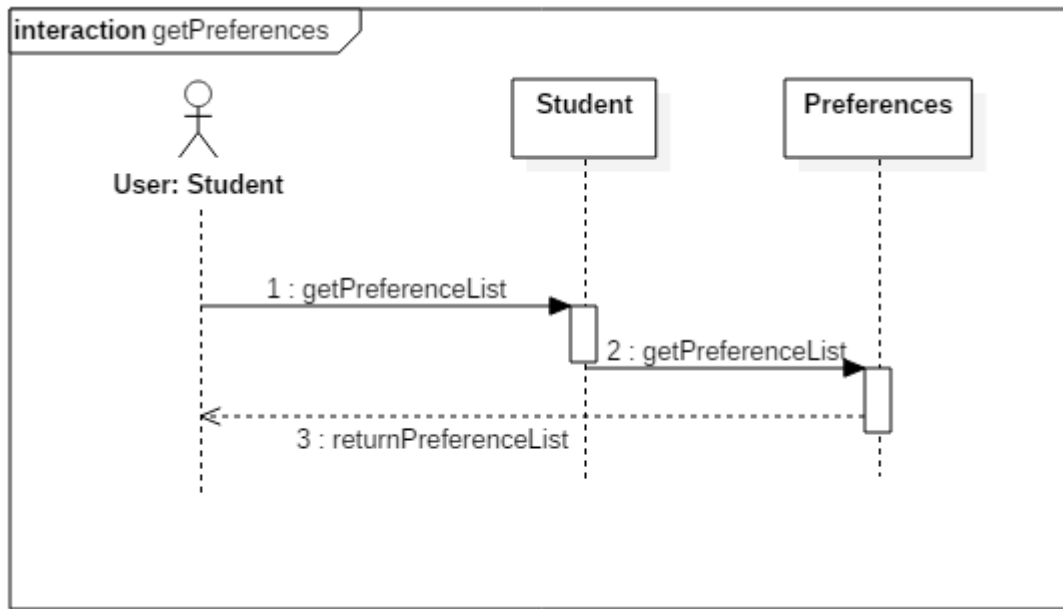 interaction getPreferences
Student
Preferences
User: Student
1 : getPreferenceList
2 : getPreferenceList
3 : returnPreferenceList